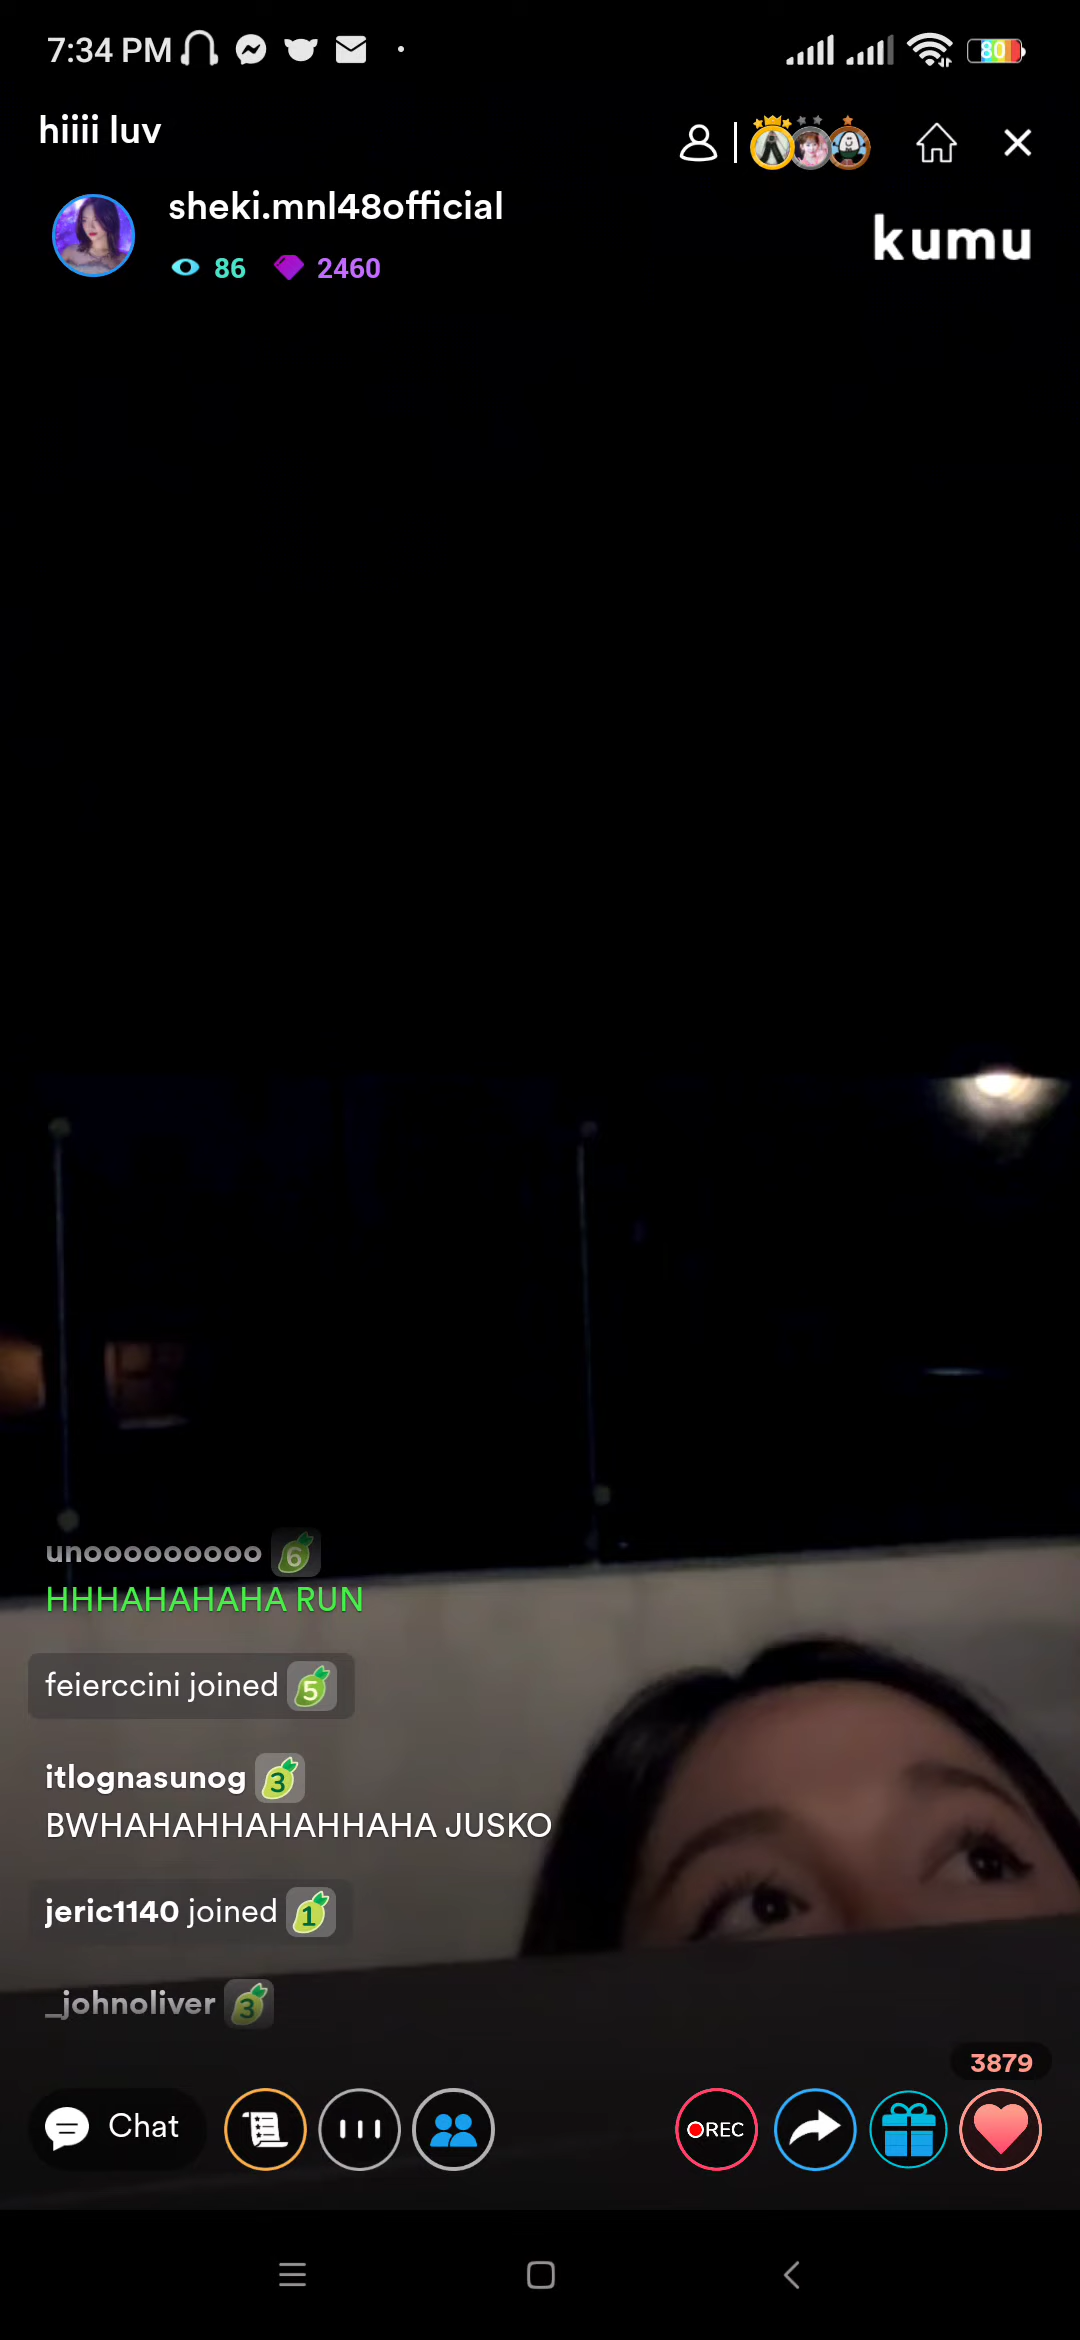 7:34 PM
80
hiiii luv
sheki.mnl48official
86 2460
kumu
unooooooooo 6
HHHAHAHAHA RUN
feierccini joined 5
itlognasunog 3
BWHAHAHHAHAHHAHA JUSKO
jeric1140 joined 1
_johnoliver 3
3879
Chat
REC